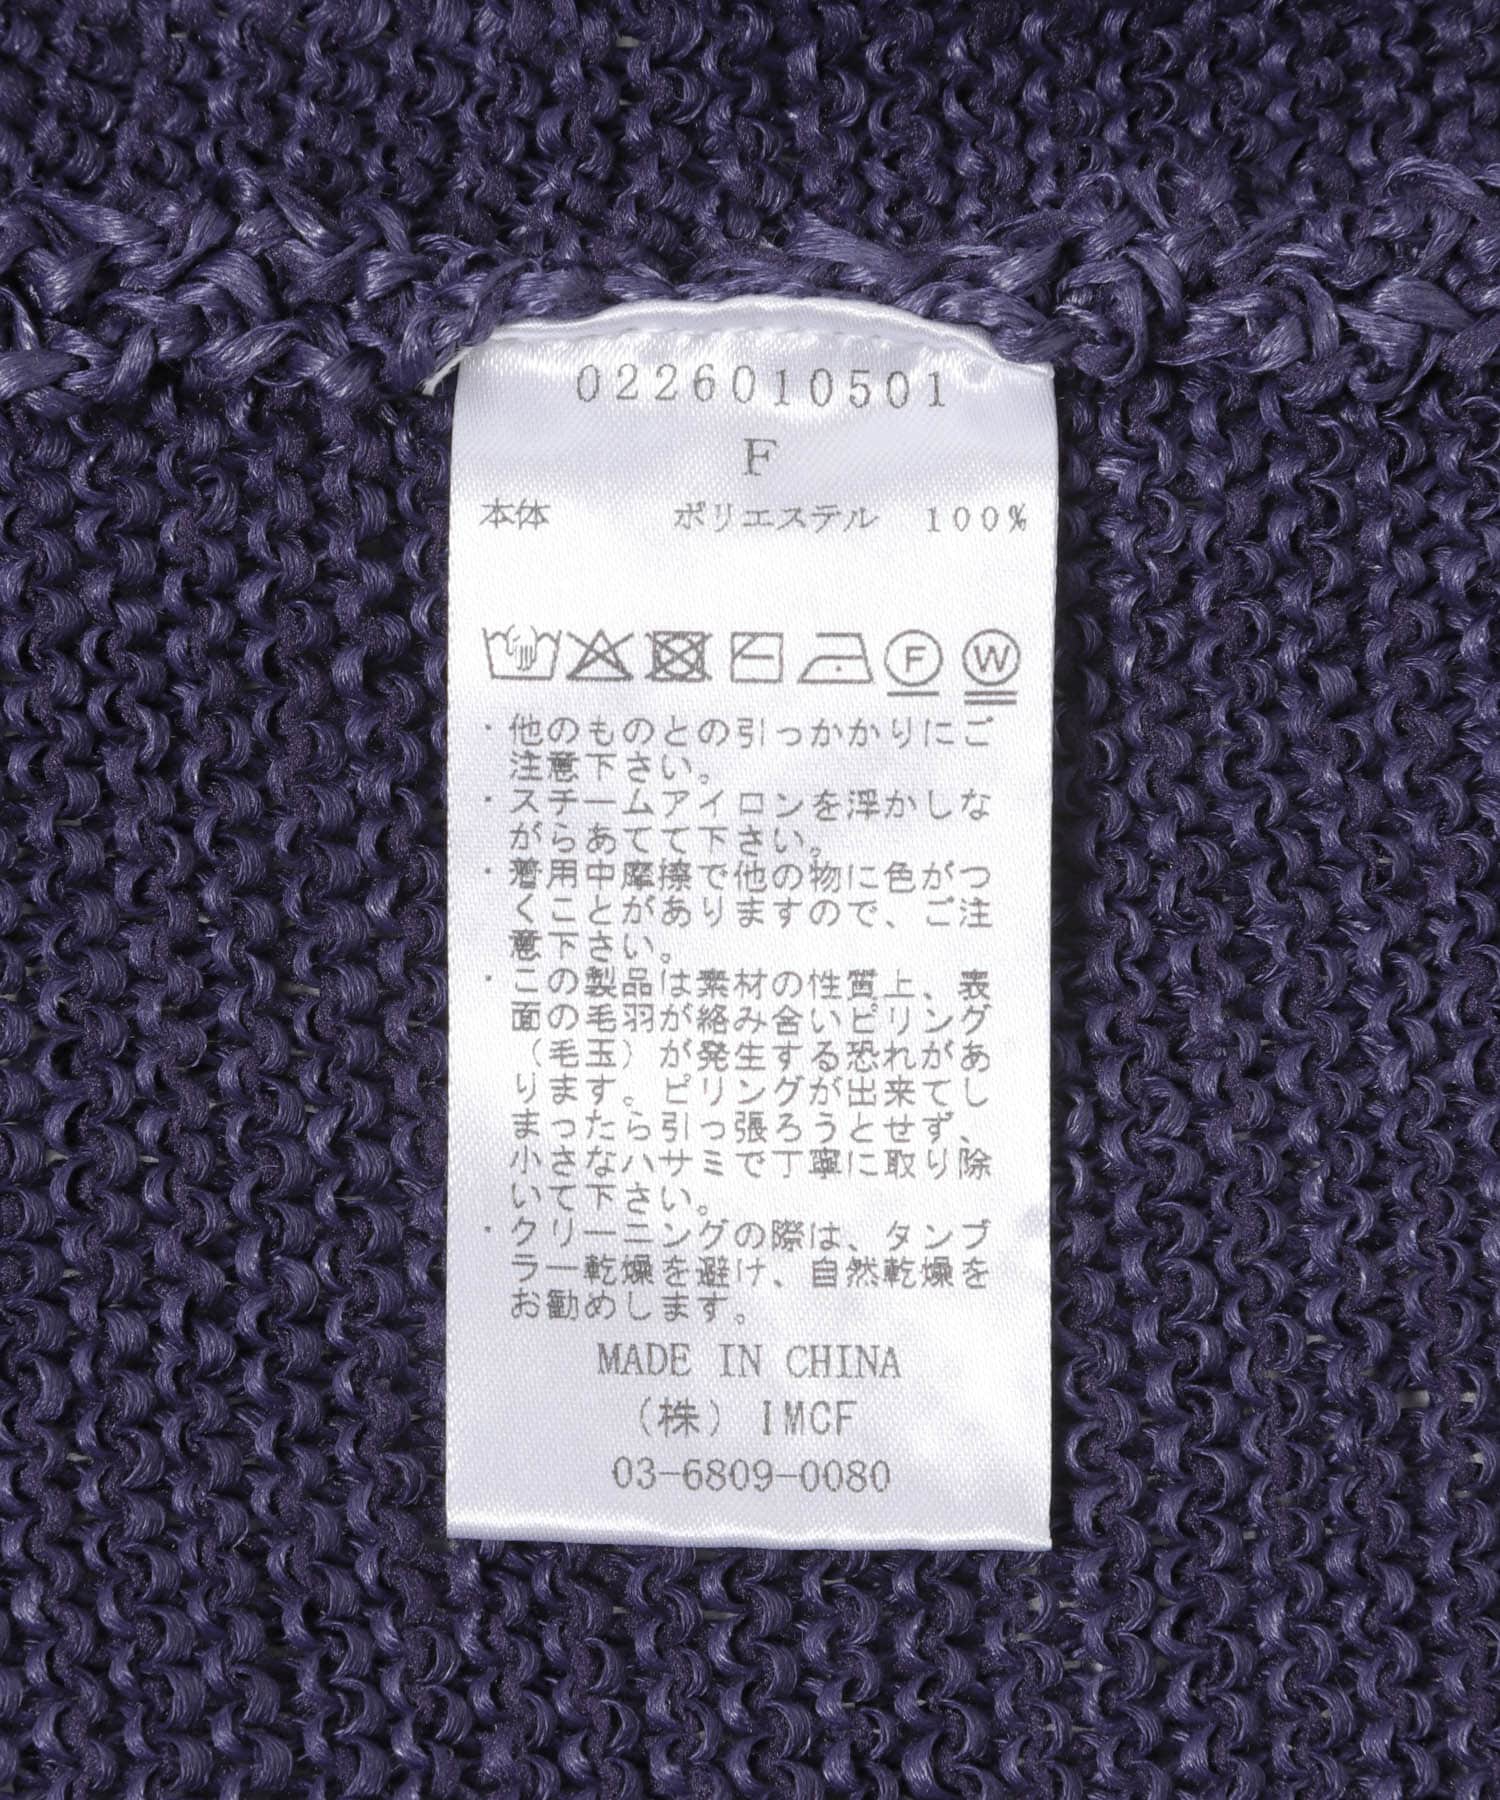 0226010501
F
本体 ポリエステル 100%
F W
・他のものとの引っかかりにご
注意下さい。
・スチームアイロンを浮かしな
がらあてて下さい。
・着用中摩擦で他の物に色がつ
くことがありますので、ご注
意下さい。
・この製品は素材の性質上、表
面の毛羽が絡み合いピリング
（毛玉）が発生する恐れがあ
ります。ピリングが出来てし
まったら引っ張ろうとせず、
小さなハサミで丁寧に取り除
いて下さい。
・クリーニングの際は、タンブ
ラー乾燥を避け、自然乾燥を
お勧めします。
MADE IN CHINA
（株）IMCF
03-6809-0080